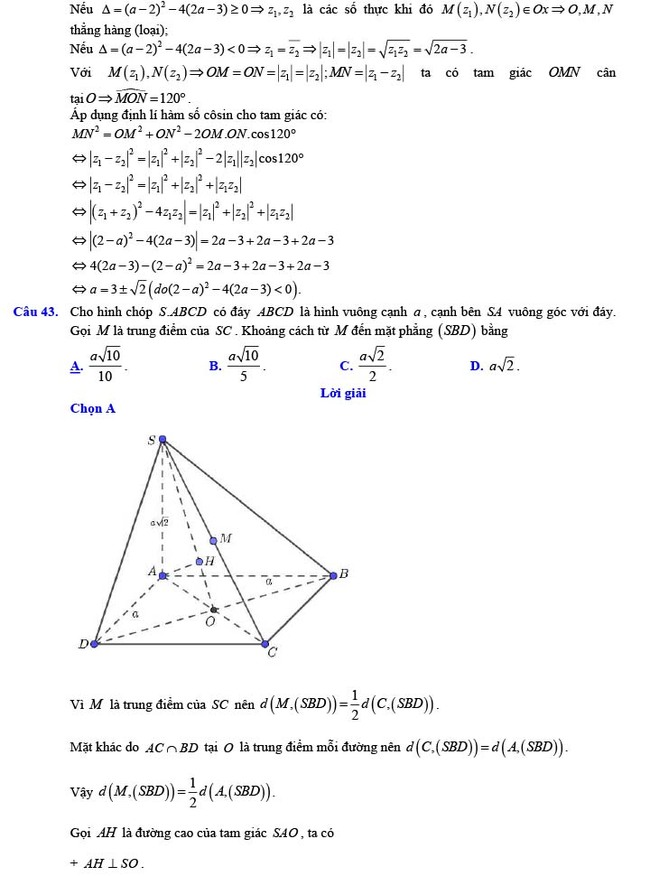 Nếu Δ = (a − 2)² − 4(2a − 3) ≥ 0 ⇒ z₁, z₂ là các số thực khi đó M(z₁), N(z₂) ∈ Ox ⇒ O, M, N
thẳng hàng (loại);
Nếu Δ = (a − 2)² − 4(2a − 3) < 0 ⇒ z₁ = \overline{z₂} ⇒ |z₁| = |z₂| = √(z₁z₂) = √(2a − 3).
Với M(z₁), N(z₂) ⇒ OM = ON = |z₁| = |z₂|; MN = |z₁ − z₂| ta có tam giác OMN cân
tại O ⇒ \widehat{MON} = 120°.
Áp dụng định lí hàm số côsin cho tam giác có:
MN² = OM² + ON² − 2OM.ON.cos120°
⇔ |z₁ − z₂|² = |z₁|² + |z₂|² − 2|z₁||z₂|cos120°
⇔ |z₁ − z₂|² = |z₁|² + |z₂|² + |z₁z₂|
⇔ |(z₁ + z₂)² − 4z₁z₂| = |z₁|² + |z₂|² + |z₁z₂|
⇔ |(2 − a)² − 4(2a − 3)| = 2a − 3 + 2a − 3 + 2a − 3
⇔ 4(2a − 3) − (2 − a)² = 2a − 3 + 2a − 3 + 2a − 3
⇔ a = 3 ± √2 (do(2 − a)² − 4(2a − 3) < 0).
Câu 43. Cho hình chóp S.ABCD có đáy ABCD là hình vuông cạnh a, cạnh bên SA vuông góc với đáy.
Gọi M là trung điểm của SC. Khoảng cách từ M đến mặt phẳng (SBD) bằng
A. a√10/10. B. a√10/5. C. a√2/2. D. a√2.
Lời giải
Chọn A
S
a√2
M
H
A
B
a
a
O
D
C
Vì M là trung điểm của SC nên d(M,(SBD)) = 1/2 d(C,(SBD)).
Mặt khác do AC ∩ BD tại O là trung điểm mỗi đường nên d(C,(SBD)) = d(A,(SBD)).
Vậy d(M,(SBD)) = 1/2 d(A,(SBD)).
Gọi AH là đường cao của tam giác SAO, ta có
+ AH ⊥ SO.